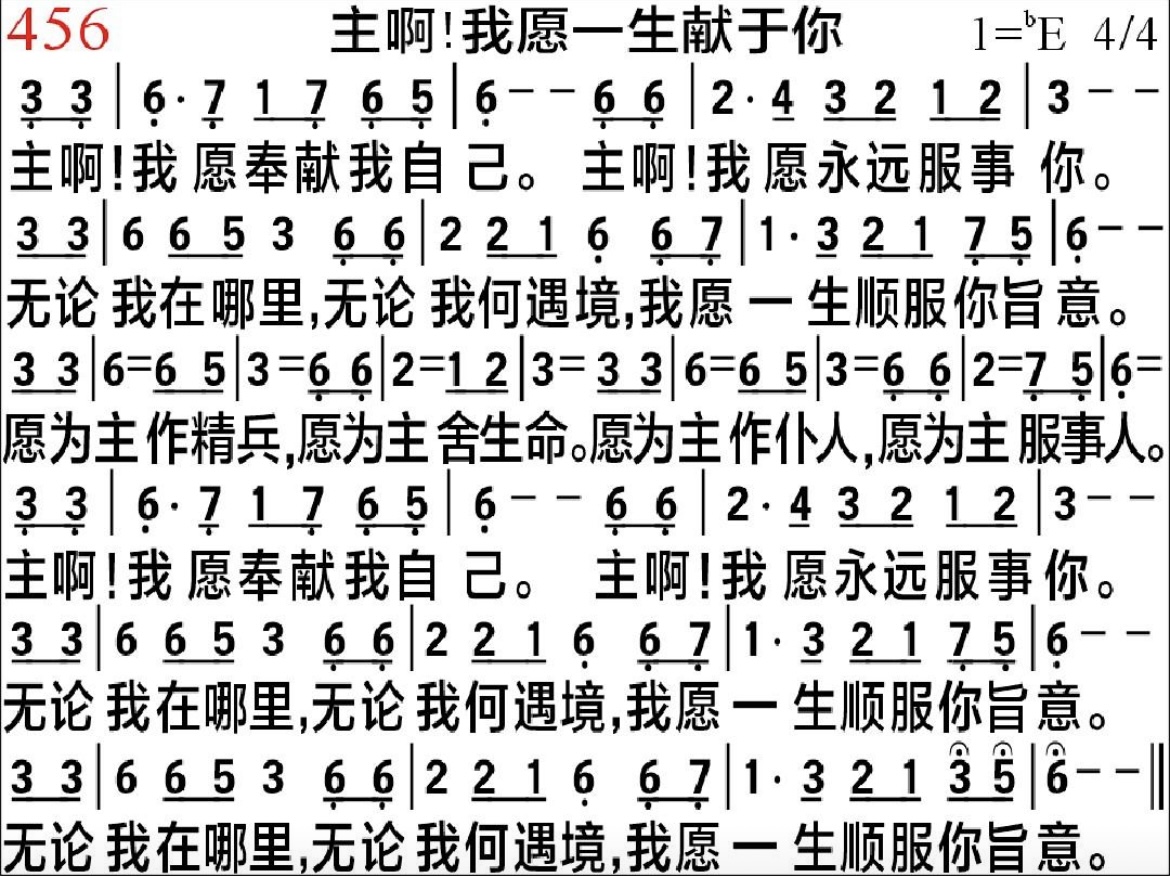 456 主啊!我愿一生献于你 1=ᵇE 4/4
3 3 | 6· 7 1 7 6 5 | 6 - - 6 6 | 2· 4 3 2 1 2 | 3 - -
主啊!我愿奉献我自己。 主啊!我愿永远服事你。
3 3 | 6 6 5 3 6 6 | 2 2 1 6 6 7 | 1· 3 2 1 7 5 | 6 - -
无论我在哪里,无论我何遇境,我愿一生顺服你旨意。
3 3 | 6=6 5 | 3=6 6 | 2=1 2 | 3= 3 3 | 6=6 5 | 3=6 6 | 2=7 5 | 6=
愿为主作精兵,愿为主舍生命。愿为主作仆人,愿为主服事人。
3 3 | 6· 7 1 7 6 5 | 6 - - 6 6 | 2· 4 3 2 1 2 | 3 - -
主啊!我愿奉献我自己。 主啊!我愿永远服事你。
3 3 | 6 6 5 3 6 6 | 2 2 1 6 6 7 | 1· 3 2 1 7 5 | 6 - -
无论我在哪里,无论我何遇境,我愿一生顺服你旨意。
3 3 | 6 6 5 3 6 6 | 2 2 1 6 6 7 | 1· 3 2 1 3 5 | 6 - - ‖
无论我在哪里,无论我何遇境,我愿一生顺服你旨意。